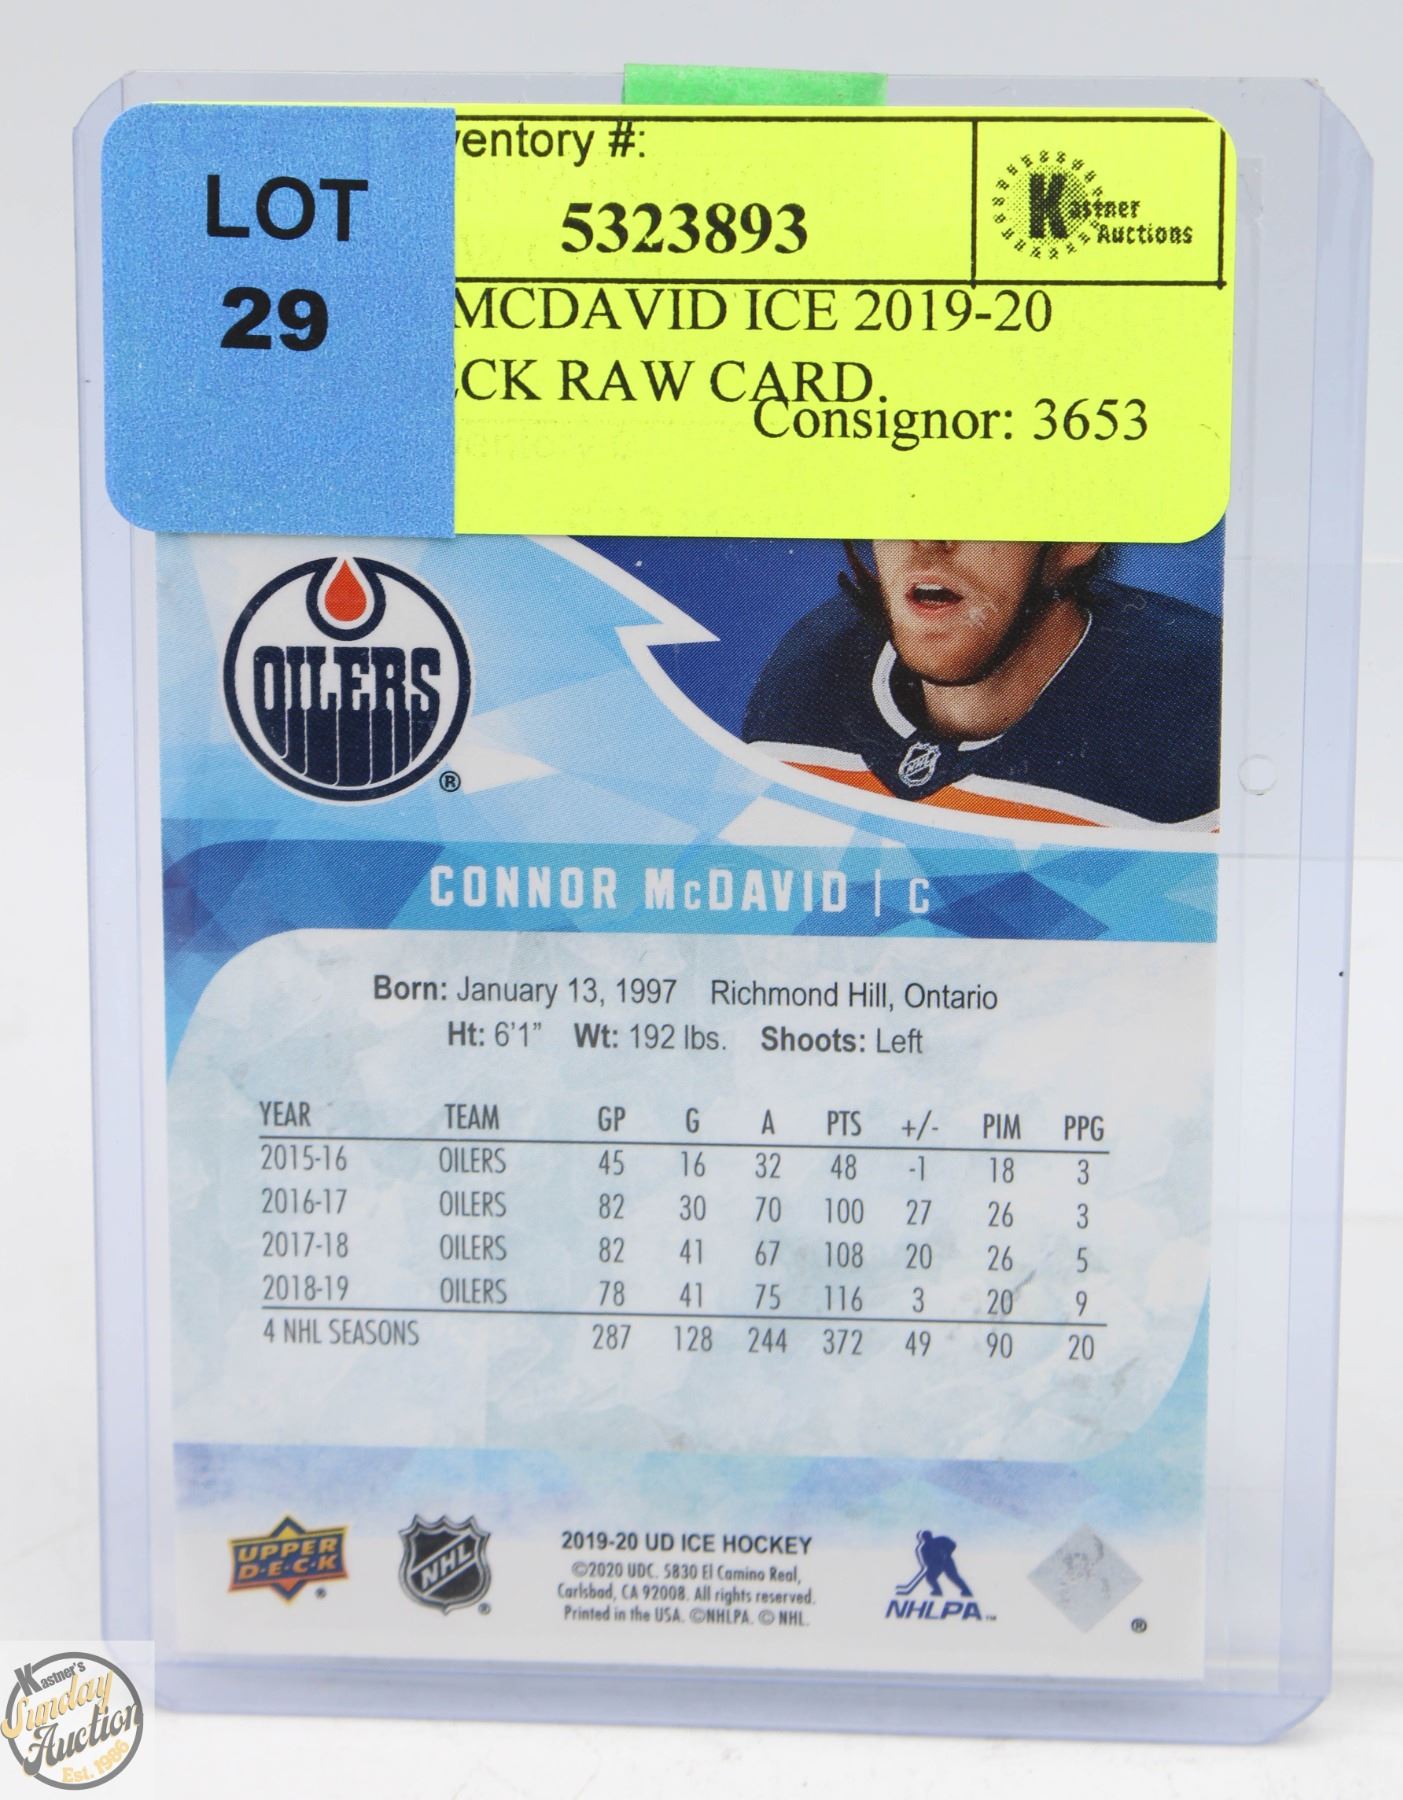 LOT
29
ventory #:
5323893
Kastner
Auctions
MCDAVID ICE 2019-20
CK RAW CARD.
Consignor: 3653
OILERS
®
NHL
CONNOR McDAVID | C
Born: January 13, 1997 Richmond Hill, Ontario
Ht: 6'1" Wt: 192 lbs. Shoots: Left
YEAR TEAM GP G A PTS +/- PIM PPG
2015-16 OILERS 45 16 32 48 -1 18 3
2016-17 OILERS 82 30 70 100 27 26 3
2017-18 OILERS 82 41 67 108 20 26 5
2018-19 OILERS 78 41 75 116 3 20 9
4 NHL SEASONS 287 128 244 372 49 90 20
UPPER
D·E·C·K
®
NHL
®
2019-20 UD ICE HOCKEY
©2020 UDC. 5830 El Camino Real,
Carlsbad, CA 92008. All rights reserved.
Printed in the USA. ©NHLPA. © NHL.
NHLPA™
®
Kastner's
Sunday
Auction
Est. 1986